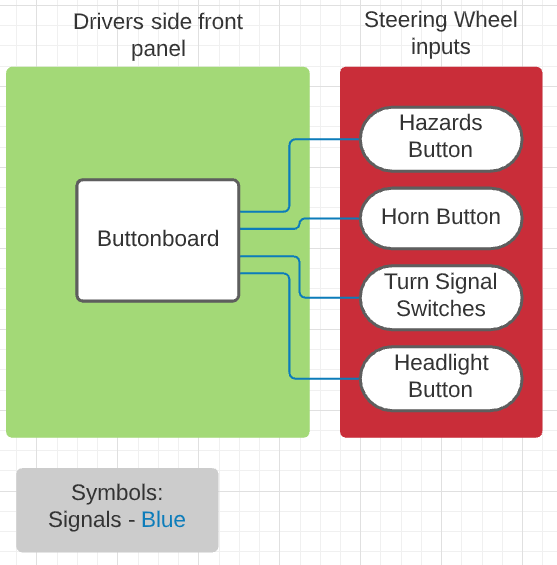 Drivers side front
panel
Steering Wheel
inputs
Buttonboard
Hazards
Button
Horn Button
Turn Signal
Switches
Headlight
Button
Symbols:
Signals - Blue